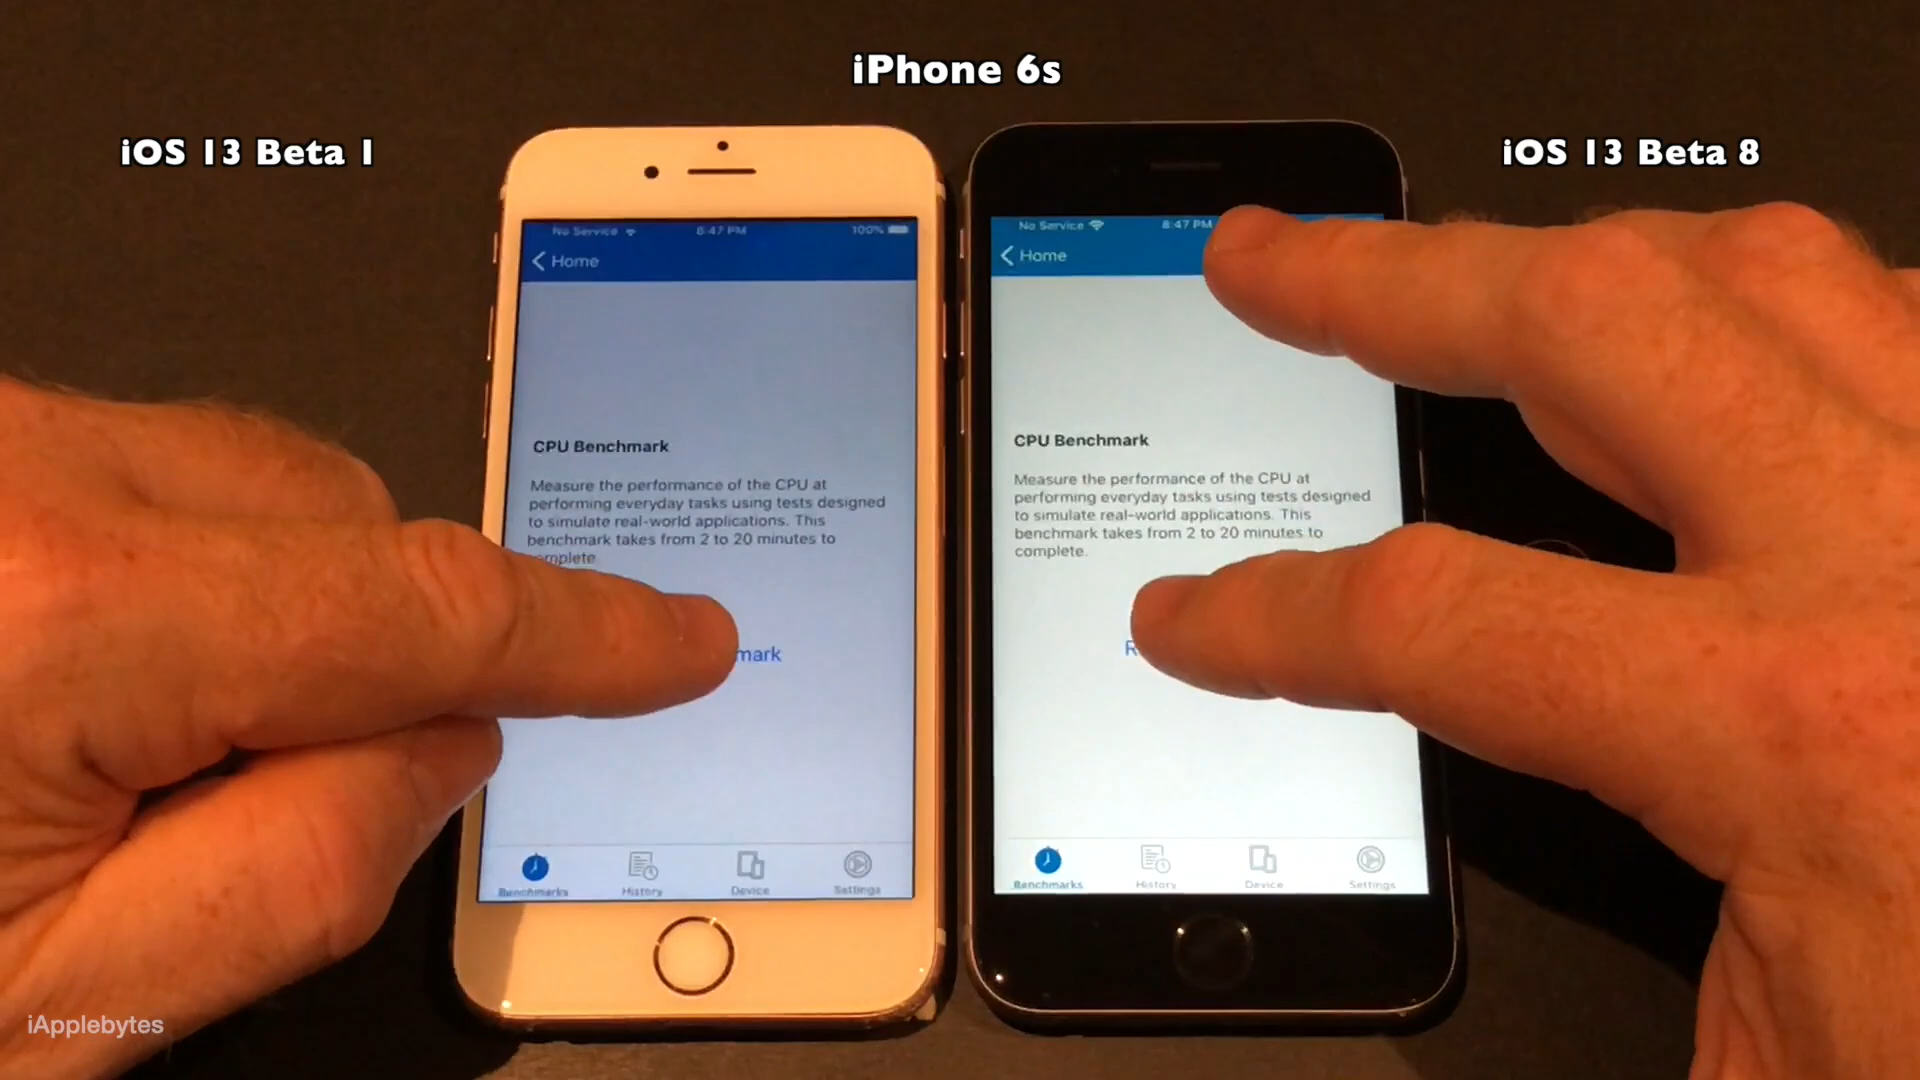 iPhone 6s
iOS 13 Beta 1
iOS 13 Beta 8
No Service
8:47 PM
100%
Home
CPU Benchmark
Measure the performance of the CPU at
performing everyday tasks using tests designed
to simulate real-world applications. This
benchmark takes from 2 to 20 minutes to
omplete
mark
Benchmarks
History
Device
Settings
No Service
8:47 PM
Home
CPU Benchmark
Measure the performance of the CPU at
performing everyday tasks using tests designed
to simulate real-world applications. This
benchmark takes from 2 to 20 minutes to
complete.
R
Benchmarks
History
Device
Settings
iApplebytes